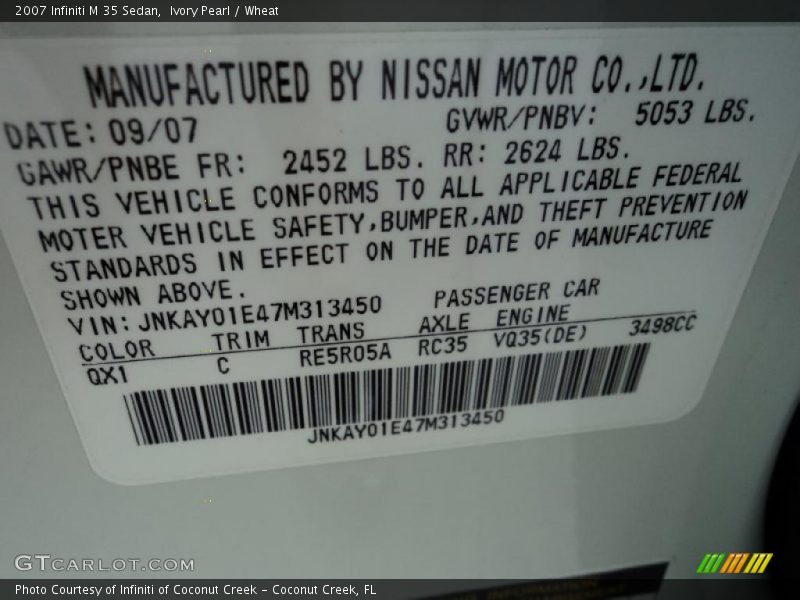 2007 Infiniti M 35 Sedan,  Ivory Pearl / Wheat
MANUFACTURED BY NISSAN MOTOR CO.,LTD.
DATE: 09/07 GVWR/PNBV: 5053 LBS.
GAWR/PNBE FR: 2452 LBS. RR: 2624 LBS.
THIS VEHICLE CONFORMS TO ALL APPLICABLE FEDERAL
MOTER VEHICLE SAFETY,BUMPER,AND THEFT PREVENTION
STANDARDS IN EFFECT ON THE DATE OF MANUFACTURE
SHOWN ABOVE.
VIN: JNKAY01E47M313450 PASSENGER CAR
COLOR TRIM TRANS AXLE ENGINE
QX1 C RE5R05A RC35 VQ35(DE) 3498CC
JNKAY01E47M313450
GTCARLOT.COM
Photo Courtesy of Infiniti of Coconut Creek - Coconut Creek, FL